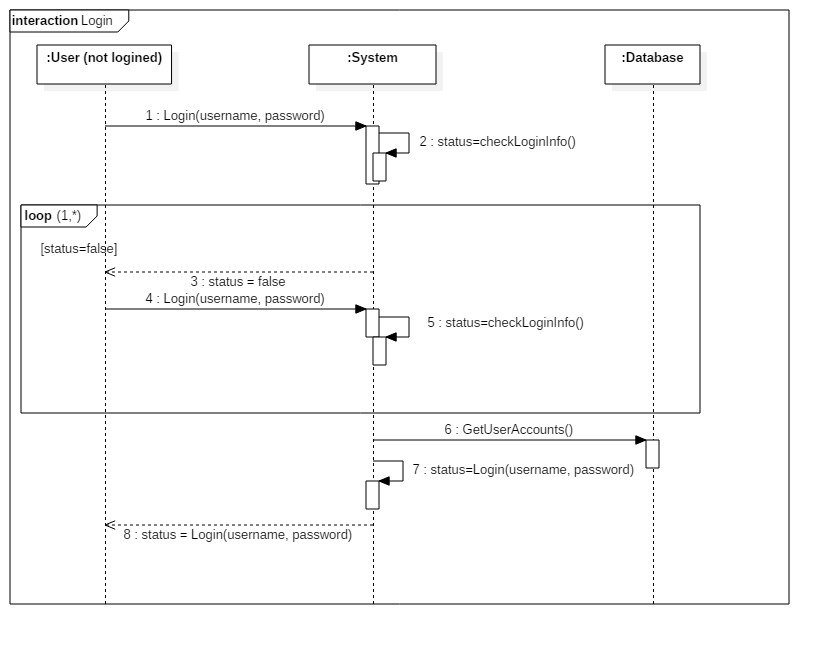 interaction Login
:User (not logined)
:System
:Database
1 : Login(username, password)
2 : status=checkLoginInfo()
loop (1,*)
[status=false]
3 : status = false
4 : Login(username, password)
5 : status=checkLoginInfo()
6 : GetUserAccounts()
7 : status=Login(username, password)
8 : status = Login(username, password)